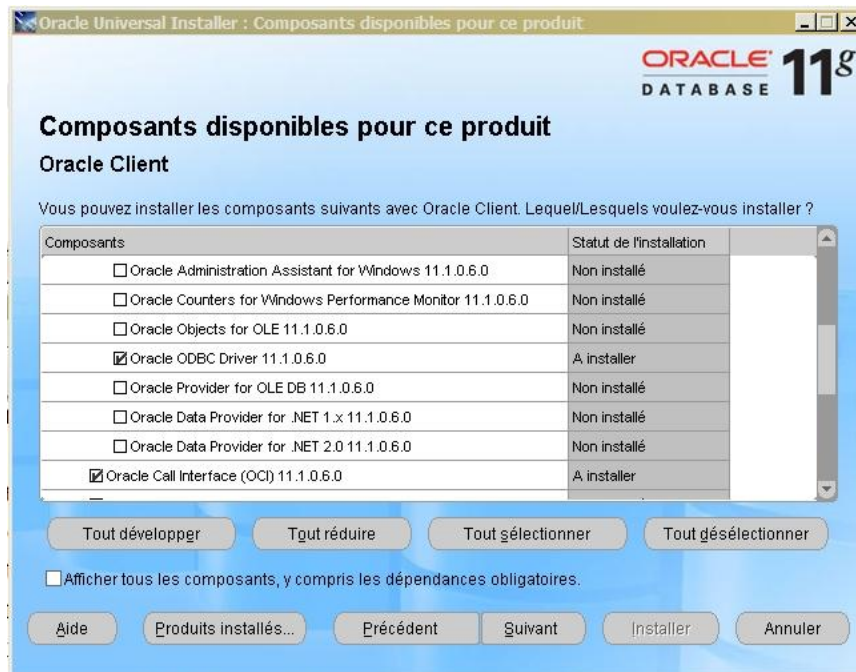 Oracle Universal Installer : Composants disponibles pour ce produit
ORACLE 11g
DATABASE
Composants disponibles pour ce produit
Oracle Client
Vous pouvez installer les composants suivants avec Oracle Client. Lequel/Lesquels voulez-vous installer ?
Composants Statut de l'installation
Oracle Administration Assistant for Windows 11.1.0.6.0 Non installé
Oracle Counters for Windows Performance Monitor 11.1.0.6.0 Non installé
Oracle Objects for OLE 11.1.0.6.0 Non installé
Oracle ODBC Driver 11.1.0.6.0 A installer
Oracle Provider for OLE DB 11.1.0.6.0 Non installé
Oracle Data Provider for .NET 1.x 11.1.0.6.0 Non installé
Oracle Data Provider for .NET 2.0 11.1.0.6.0 Non installé
Oracle Call Interface (OCI) 11.1.0.6.0 A installer
Tout développer Tout réduire Tout sélectionner Tout désélectionner
Afficher tous les composants, y compris les dépendances obligatoires.
Aide Produits installés... Précédent Suivant Installer Annuler